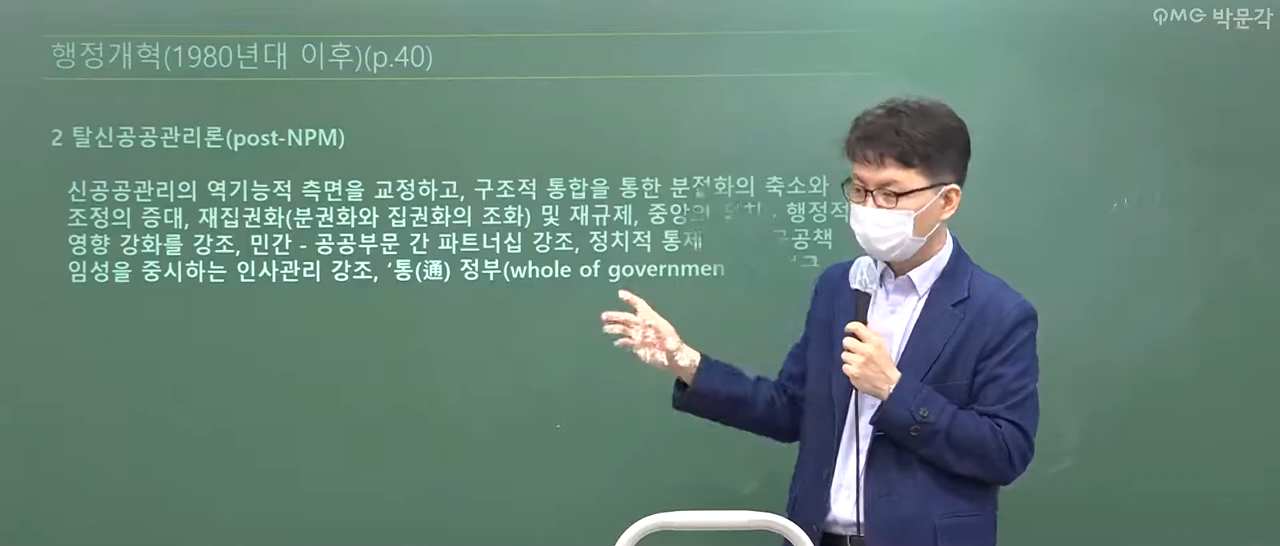 PMG 박문각
행정개혁(1980년대 이후)(p.40)
2 탈신공공관리론(post-NPM)
신공공관리의 역기능적 측면을 교정하고, 구조적 통합을 통한 분절화의 축소와
조정의 증대, 재집권화(분권화와 집권화의 조화) 및 재규제, 중앙의 · 행정적
영향 강화를 강조, 민간 - 공공부문 간 파트너십 강조, 정치적 통제 공책
임성을 중시하는 인사관리 강조, ‘통(通) 정부(whole of governmen